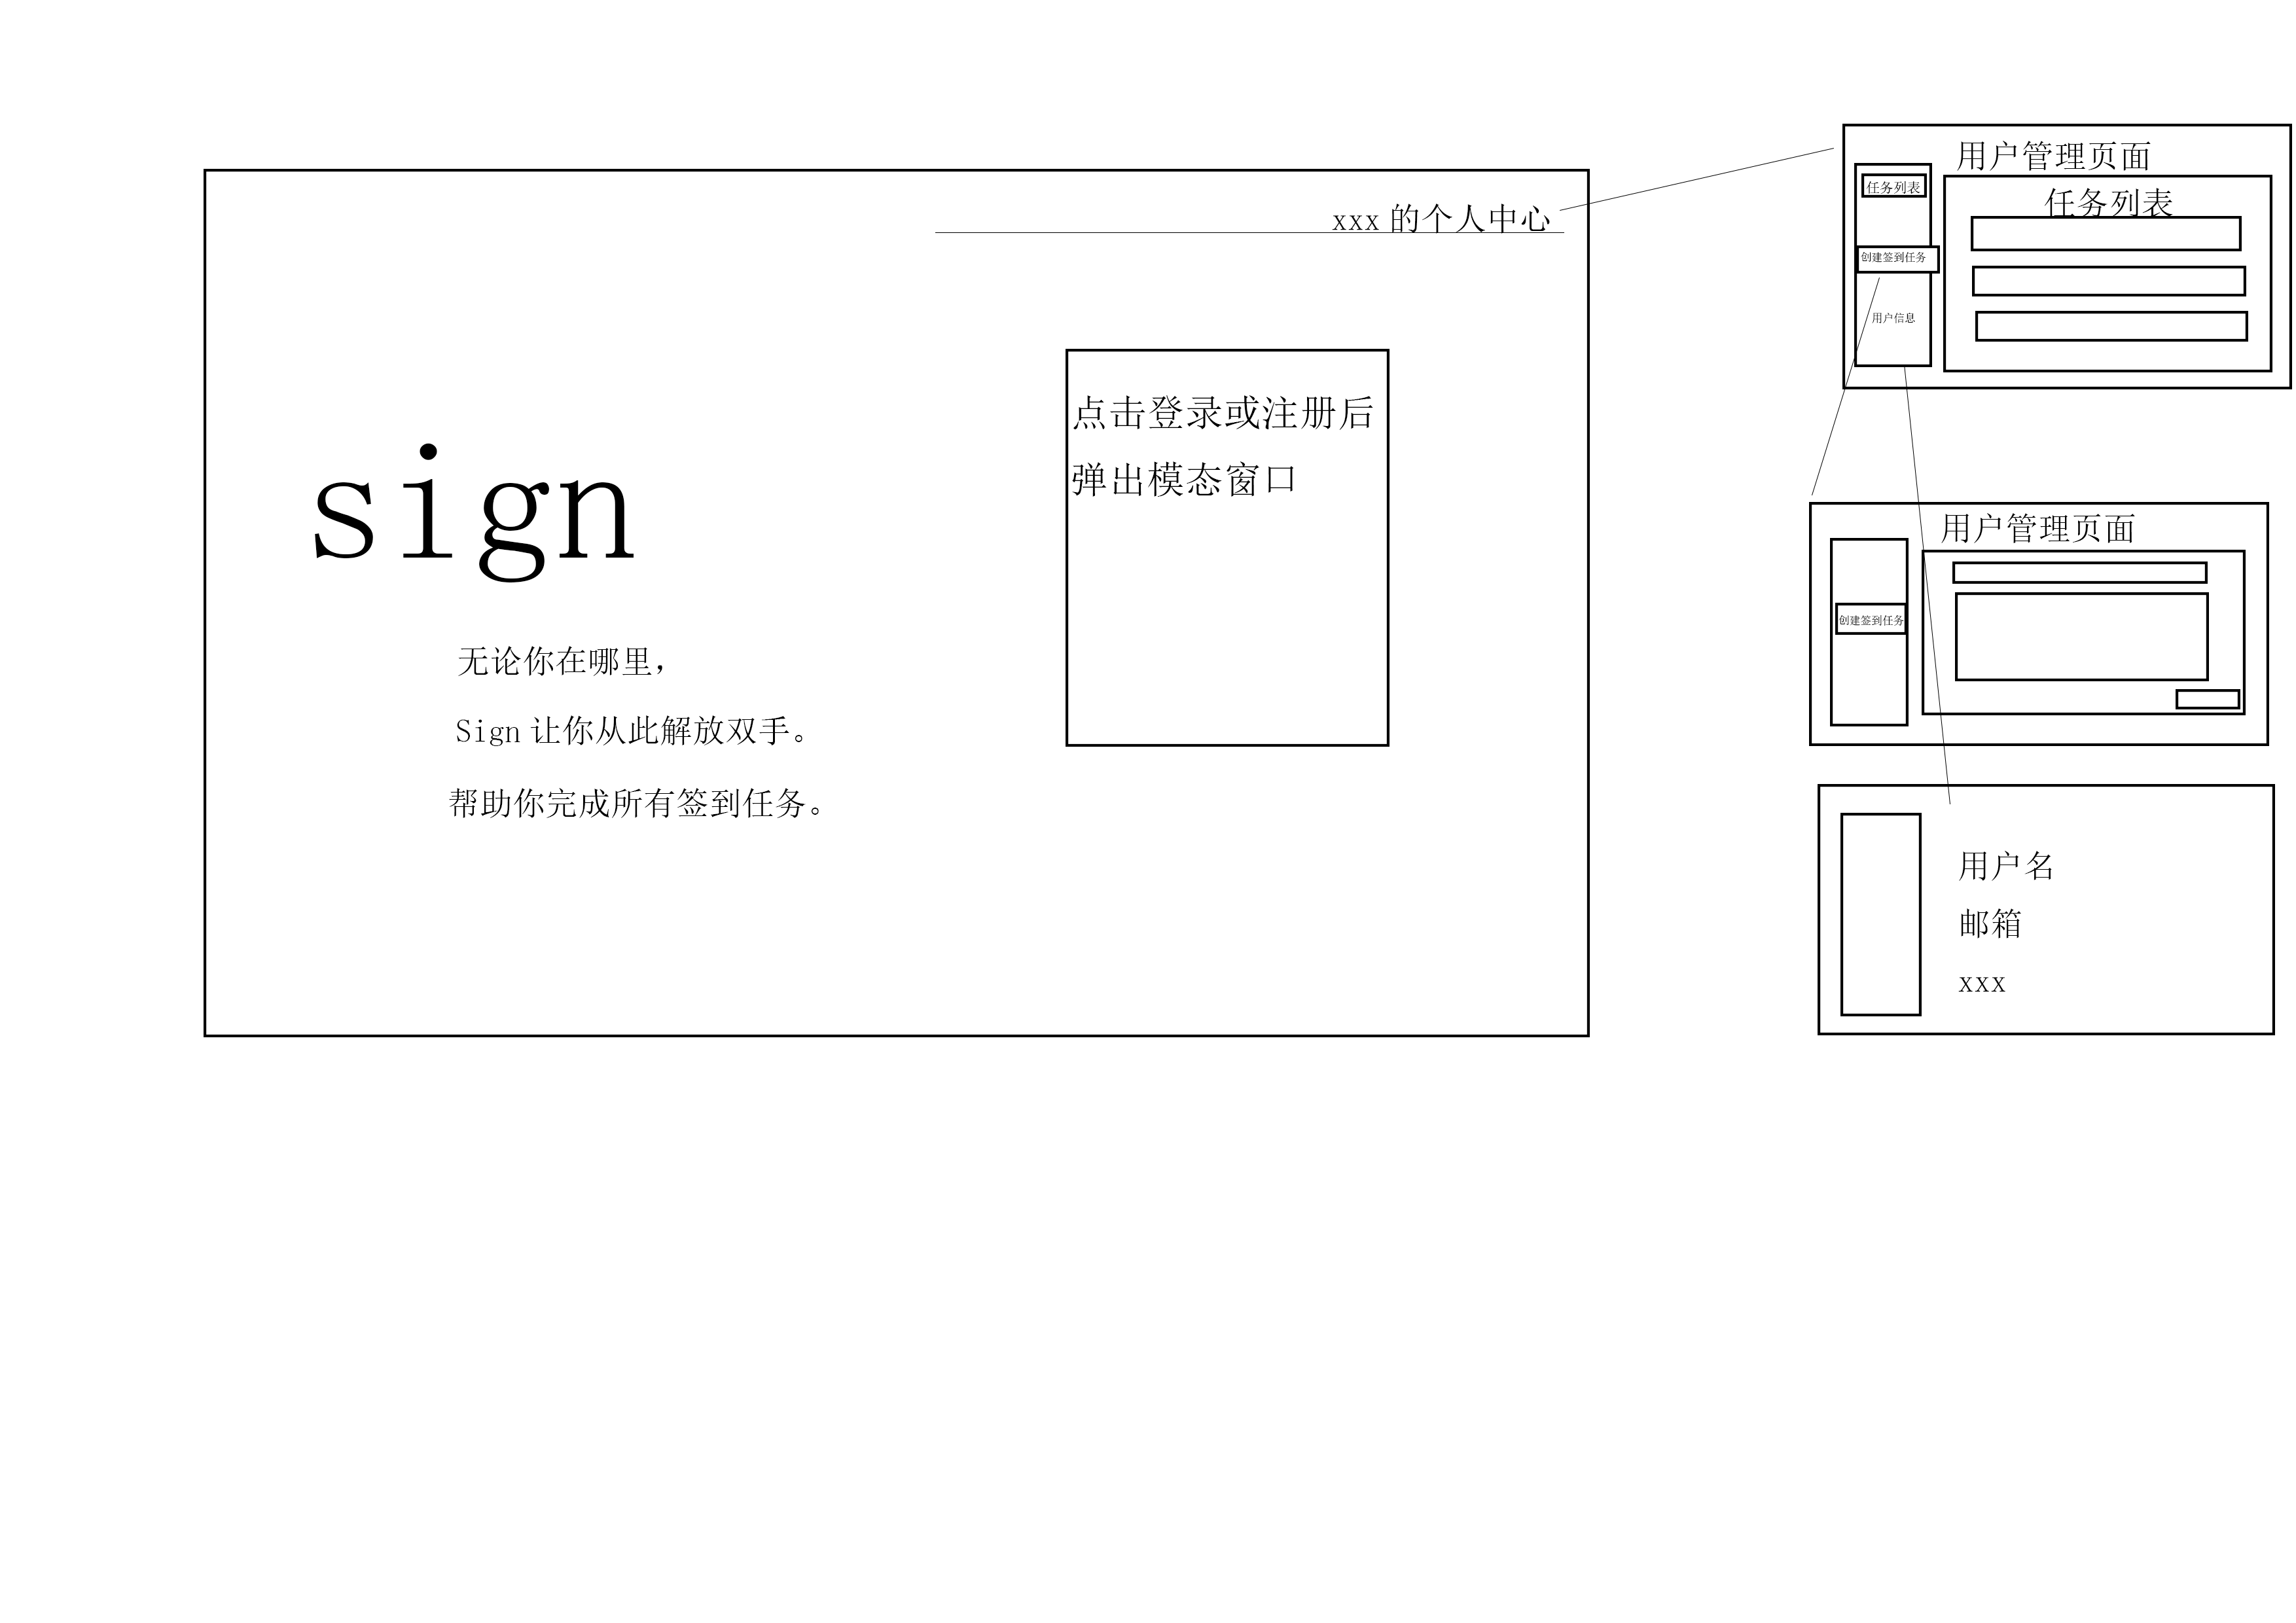 xxx 的个人中心
sign
无论你在哪里，
Sign 让你从此解放双手。
帮助你完成所有签到任务。
点击登录或注册后
弹出模态窗口
用户管理页面
任务列表
任务列表
创建签到任务
用户信息
用户管理页面
创建签到任务
用户名
邮箱
xxx